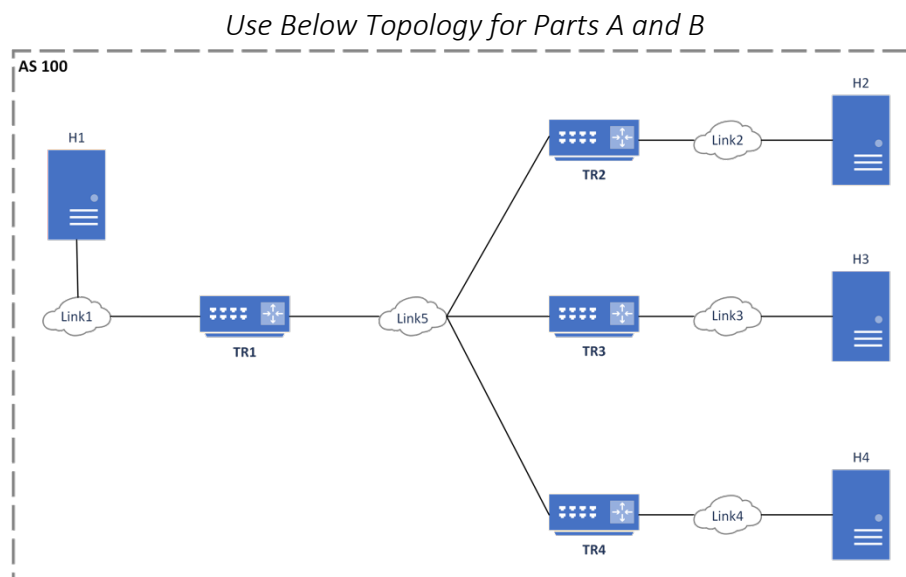 Use Below Topology for Parts A and B
AS 100
H1
H2
Link2
TR2
H3
Link1
Link5
Link3
TR1
TR3
H4
Link4
TR4